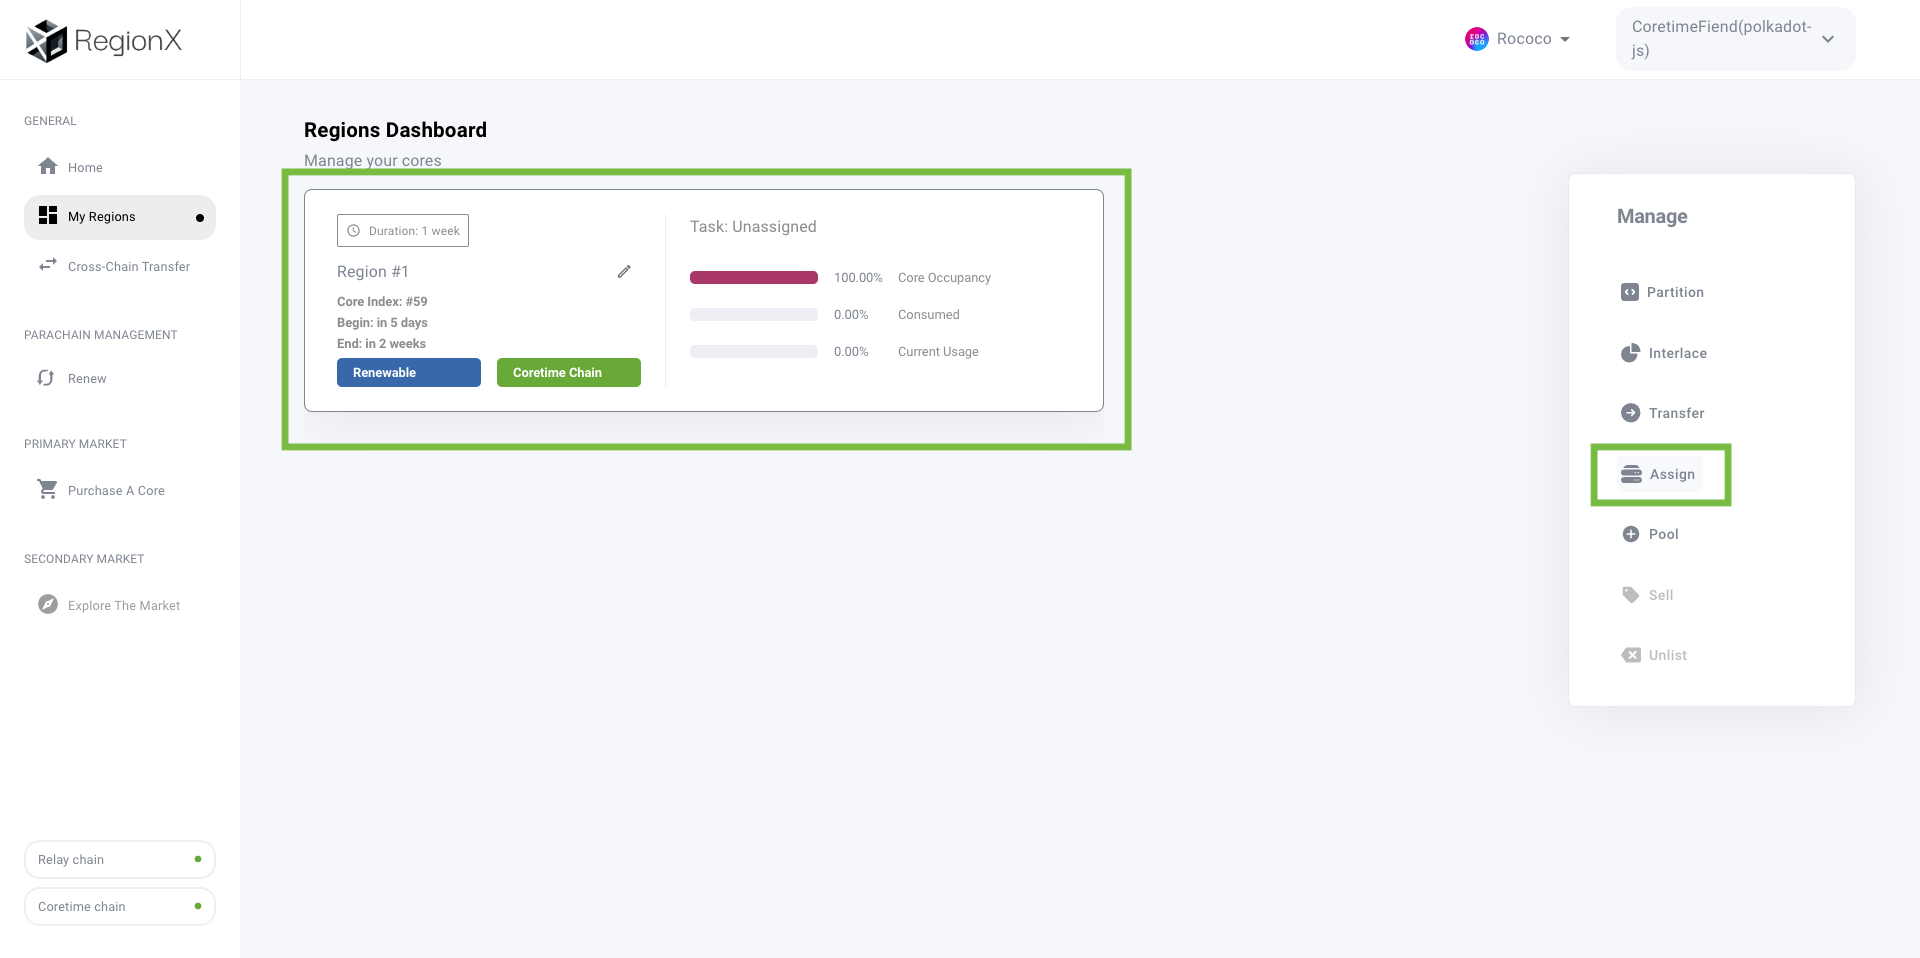 RegionX
Rococo
CoretimeFiend(polkadot-
js)
GENERAL
Home
My Regions
Cross-Chain Transfer
PARACHAIN MANAGEMENT
Renew
PRIMARY MARKET
Purchase A Core
SECONDARY MARKET
Explore The Market
Relay chain
Coretime chain
Regions Dashboard
Manage your cores
Duration: 1 week
Region #1
Core Index: #59
Begin: in 5 days
End: in 2 weeks
Renewable
Coretime Chain
Task: Unassigned
100.00% Core Occupancy
0.00% Consumed
0.00% Current Usage
Manage
Partition
Interlace
Transfer
Assign
Pool
Sell
Unlist